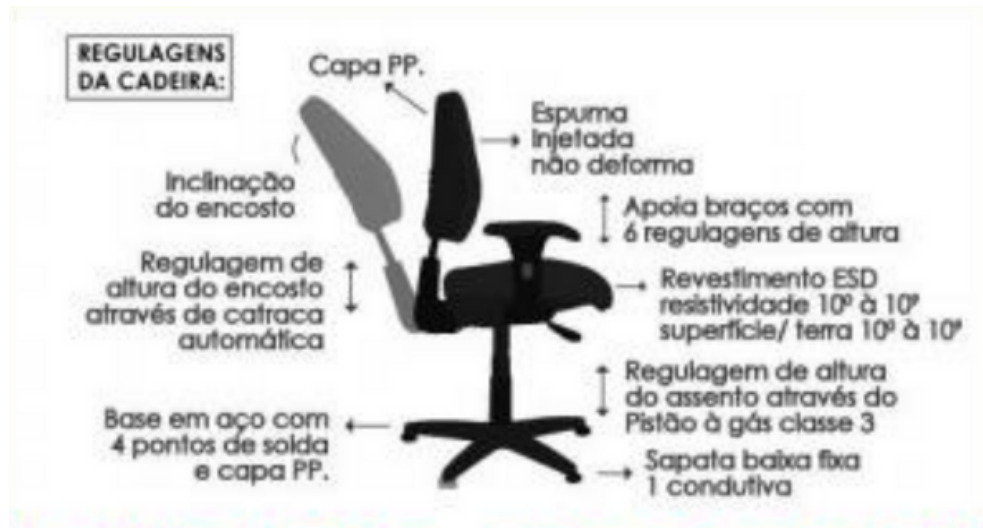 REGULAGENS
DA CADEIRA:
Capa PP.
Espuma
Injetada
não deforma
Inclinação
do encosto
Apoia braços com
6 regulagens de altura
Regulagem de
altura do encosto
através de catraca
automática
Revestimento ESD
resistividade
superfície/ terra
Regulagem de altura
do assento através do
Pistão à gás classe 3
Base em aço com
4 pontos de solda
e capa PP.
Sapata baixa fixa
1 condutiva